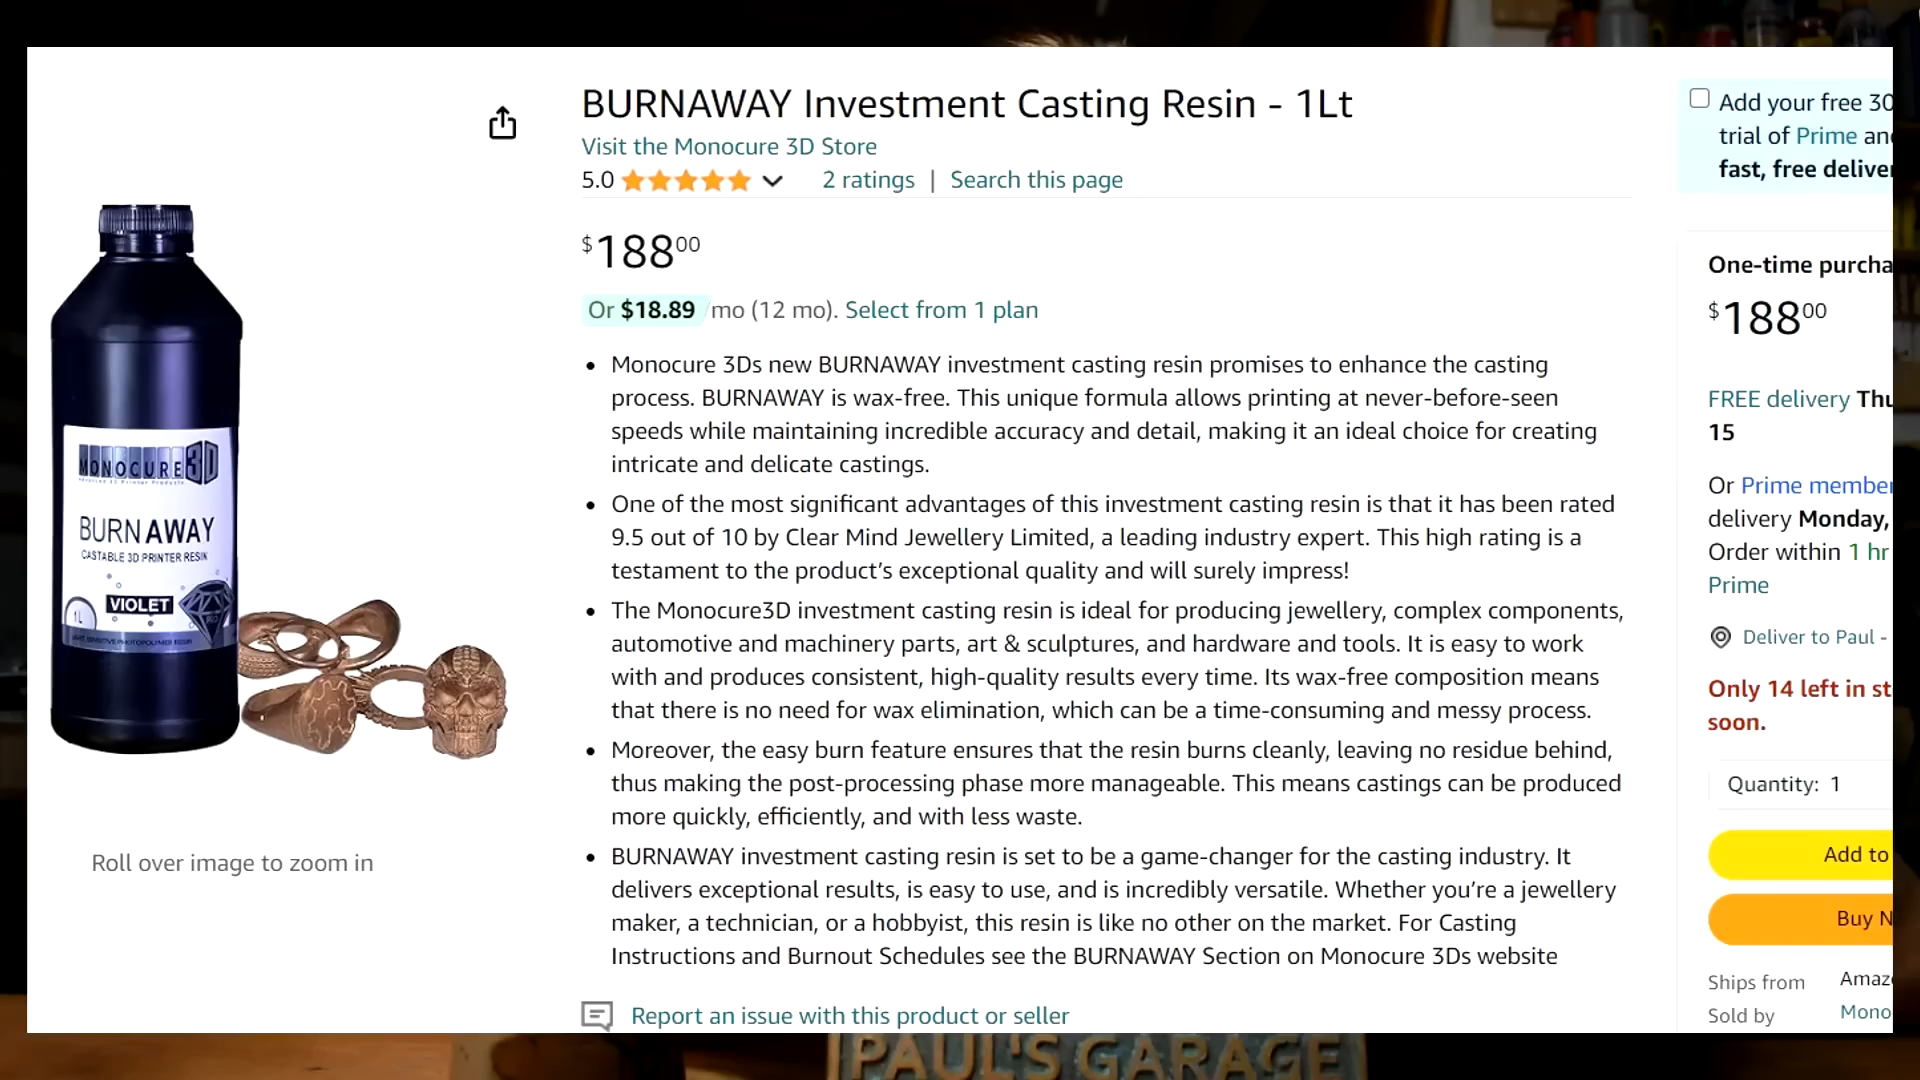 BURNAWAY Investment Casting Resin - 1Lt
Visit the Monocure 3D Store
5.0
2 ratings | Search this page
$188.00
Or $18.89 /mo (12 mo). Select from 1 plan
• Monocure 3Ds new BURNAWAY investment casting resin promises to enhance the casting
process. BURNAWAY is wax-free. This unique formula allows printing at never-before-seen
speeds while maintaining incredible accuracy and detail, making it an ideal choice for creating
intricate and delicate castings.
• One of the most significant advantages of this investment casting resin is that it has been rated
9.5 out of 10 by Clear Mind Jewellery Limited, a leading industry expert. This high rating is a
testament to the product’s exceptional quality and will surely impress!
• The Monocure3D investment casting resin is ideal for producing jewellery, complex components,
automotive and machinery parts, art & sculptures, and hardware and tools. It is easy to work
with and produces consistent, high-quality results every time. Its wax-free composition means
that there is no need for wax elimination, which can be a time-consuming and messy process.
• Moreover, the easy burn feature ensures that the resin burns cleanly, leaving no residue behind,
thus making the post-processing phase more manageable. This means castings can be produced
more quickly, efficiently, and with less waste.
• BURNAWAY investment casting resin is set to be a game-changer for the casting industry. It
delivers exceptional results, is easy to use, and is incredibly versatile. Whether you’re a jewellery
maker, a technician, or a hobbyist, this resin is like no other on the market. For Casting
Instructions and Burnout Schedules see the BURNAWAY Section on Monocure 3Ds website
Report an issue with this product or seller
MONOCURE3D
Advanced 3D Printer Products
BURNAWAY
CASTABLE 3D PRINTER RESIN
VIOLET
1L
LIGHT SENSITIVE PHOTOPOLYMER RESIN
Roll over image to zoom in
Add your free 30
trial of Prime and
fast, free delive
One-time purcha
$188.00
FREE delivery Thu
15
Or Prime member
delivery Monday,
Order within 1 hr
Prime
Deliver to Paul -
Only 14 left in st
soon.
Quantity: 1
Add to
Buy N
Ships from Amaz
Sold by Mono
PAUL'S GARAGE